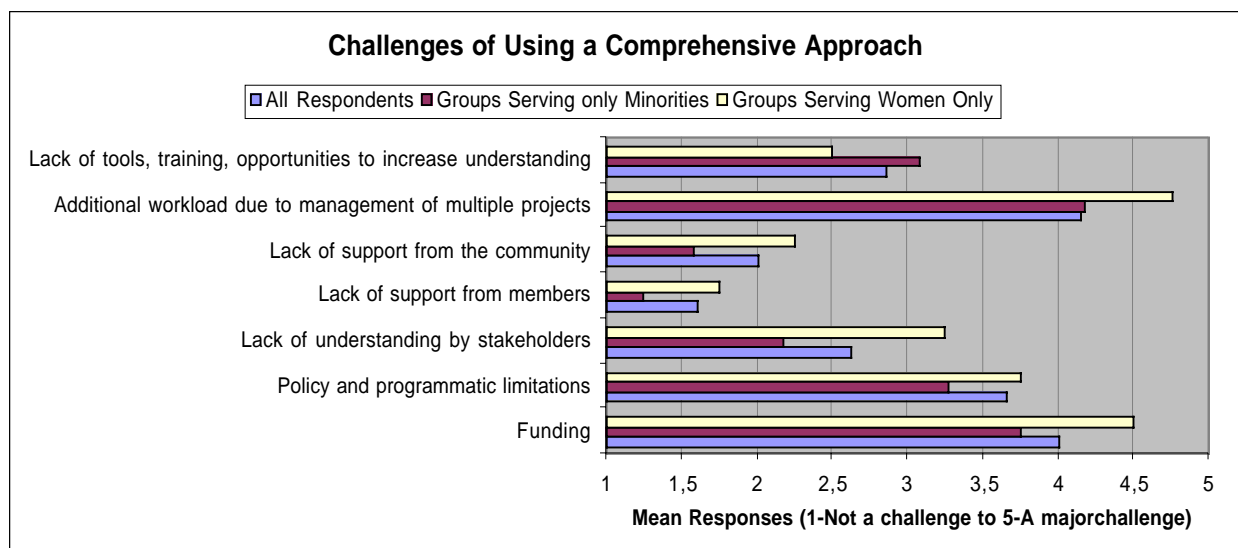 Challenges of Using a Comprehensive Approach
All Respondents Groups Serving only Minorities Groups Serving Women Only
Lack of tools, training, opportunities to increase understanding
Additional workload due to management of multiple projects
Lack of support from the community
Lack of support from members
Lack of understanding by stakeholders
Policy and programmatic limitations
Funding
1 1,5 2 2,5 3 3,5 4 4,5 5
Mean Responses (1-Not a challenge to 5-A majorchallenge)